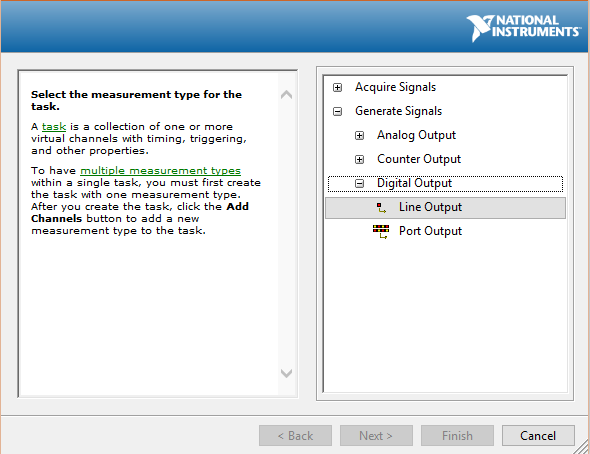 NATIONAL
INSTRUMENTS
Select the measurement type for the
task.
A task is a collection of one or more
virtual channels with timing, triggering,
and other properties.
To have multiple measurement types
within a single task, you must first create
the task with one measurement type.
After you create the task, click the Add
Channels button to add a new
measurement type to the task.
Acquire Signals
Generate Signals
Analog Output
Counter Output
Digital Output
Line Output
Port Output
< Back
Next >
Finish
Cancel